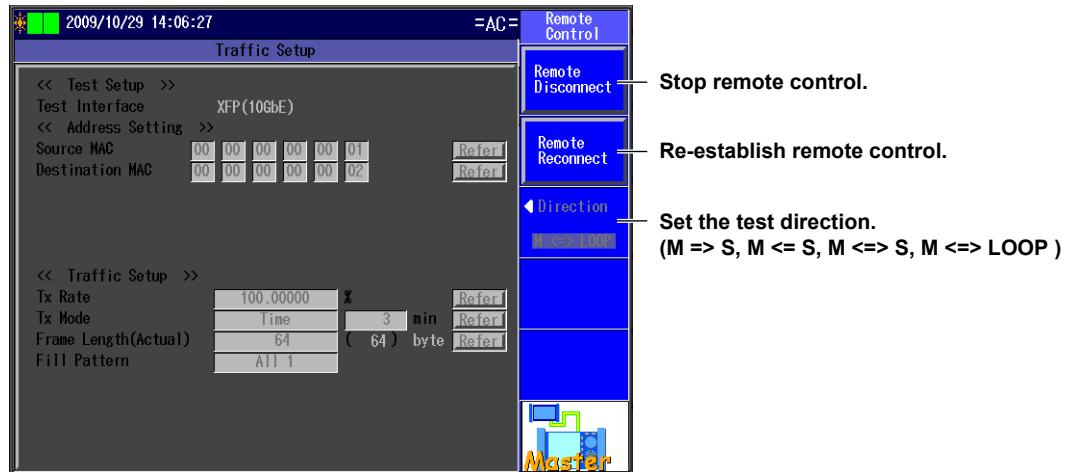 2009/10/29 14:06:27 =AC=
Traffic Setup
<< Test Setup >>
Test Interface XFP(10GbE)
<< Address Setting >>
Source MAC 00 00 00 00 00 01 Refer
Destination MAC 00 00 00 00 00 02 Refer
<< Traffic Setup >>
Tx Rate 100.00000 % Refer
Tx Mode Time 3 min Refer
Frame Length(Actual) 64 ( 64 ) byte Refer
Fill Pattern All 1
Remote
Control
Remote
Disconnect
Remote
Reconnect
Direction
M <=> LOOP
Master
Stop remote control.
Re-establish remote control.
Set the test direction.
(M => S, M <= S, M <=> S, M <=> LOOP )